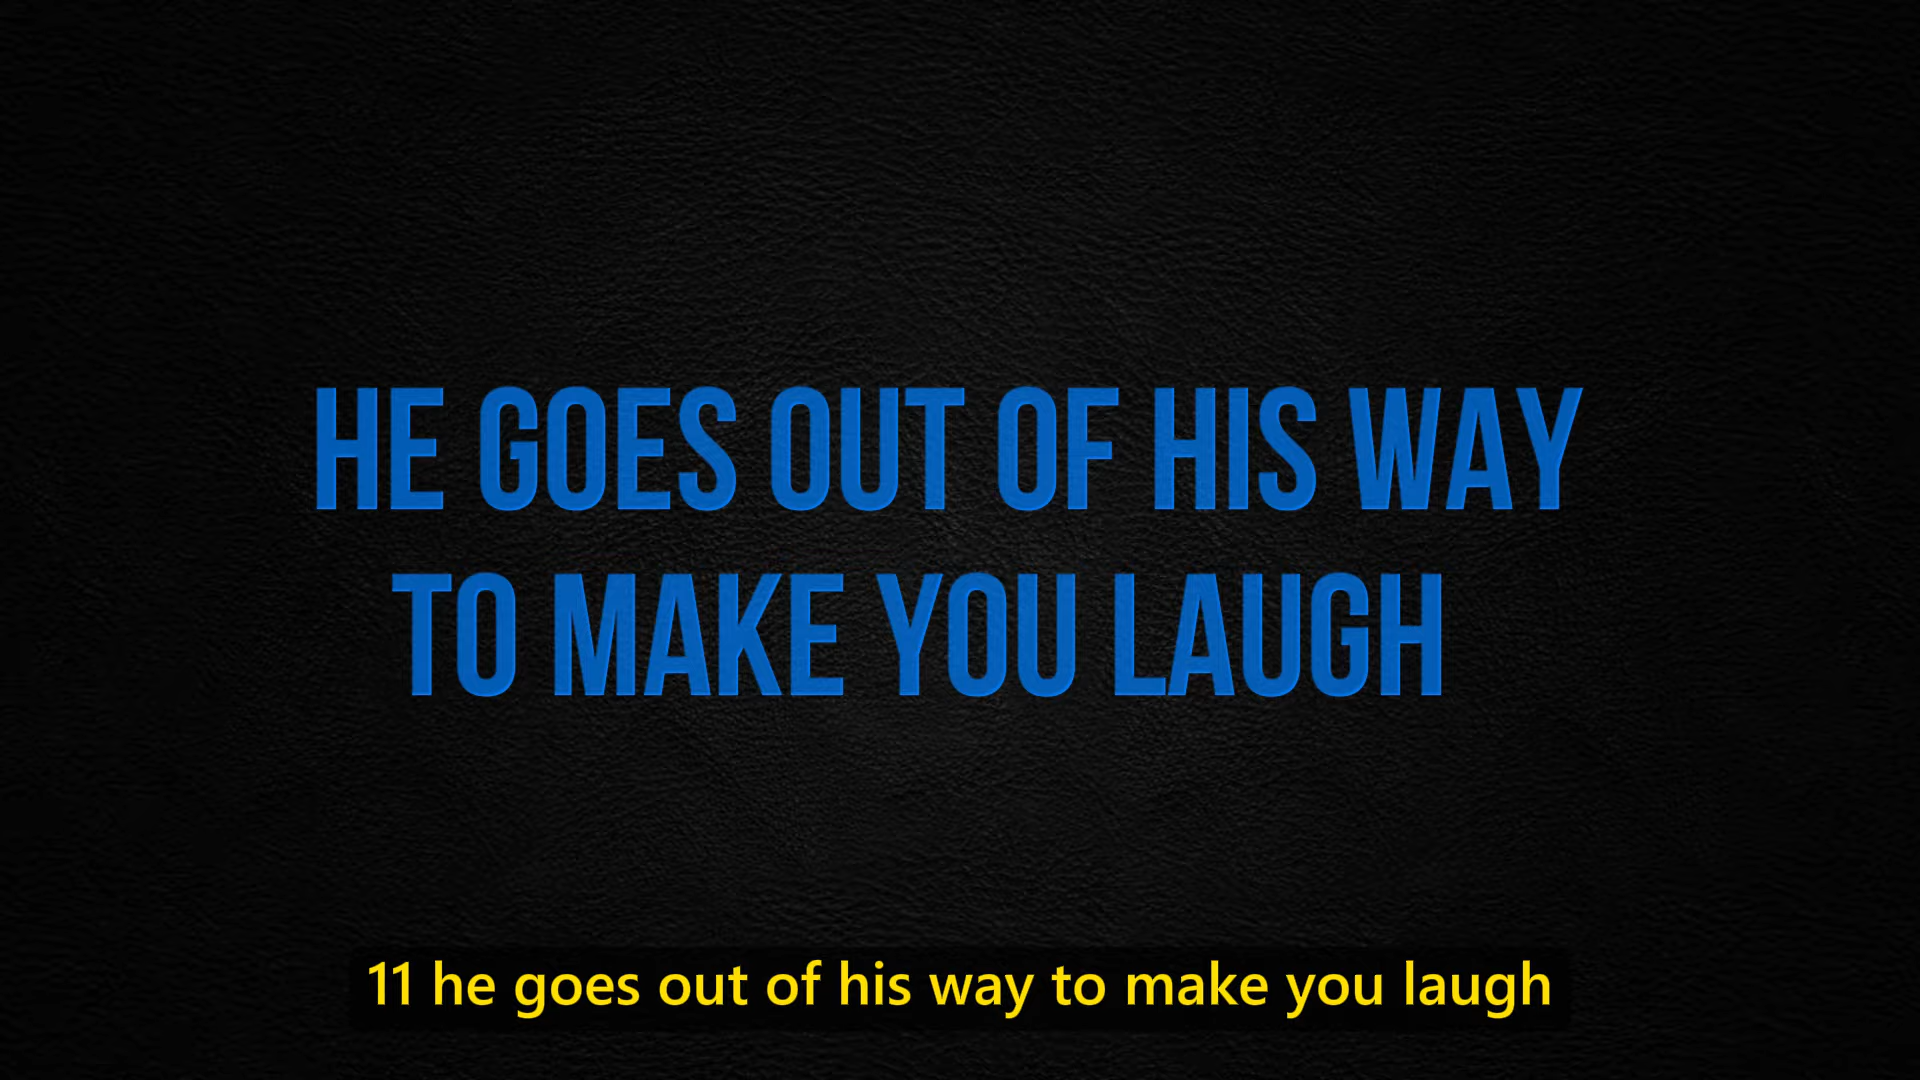 HE GOES OUT OF HIS WAY
TO MAKE YOU LAUGH
11 he goes out of his way to make you laugh